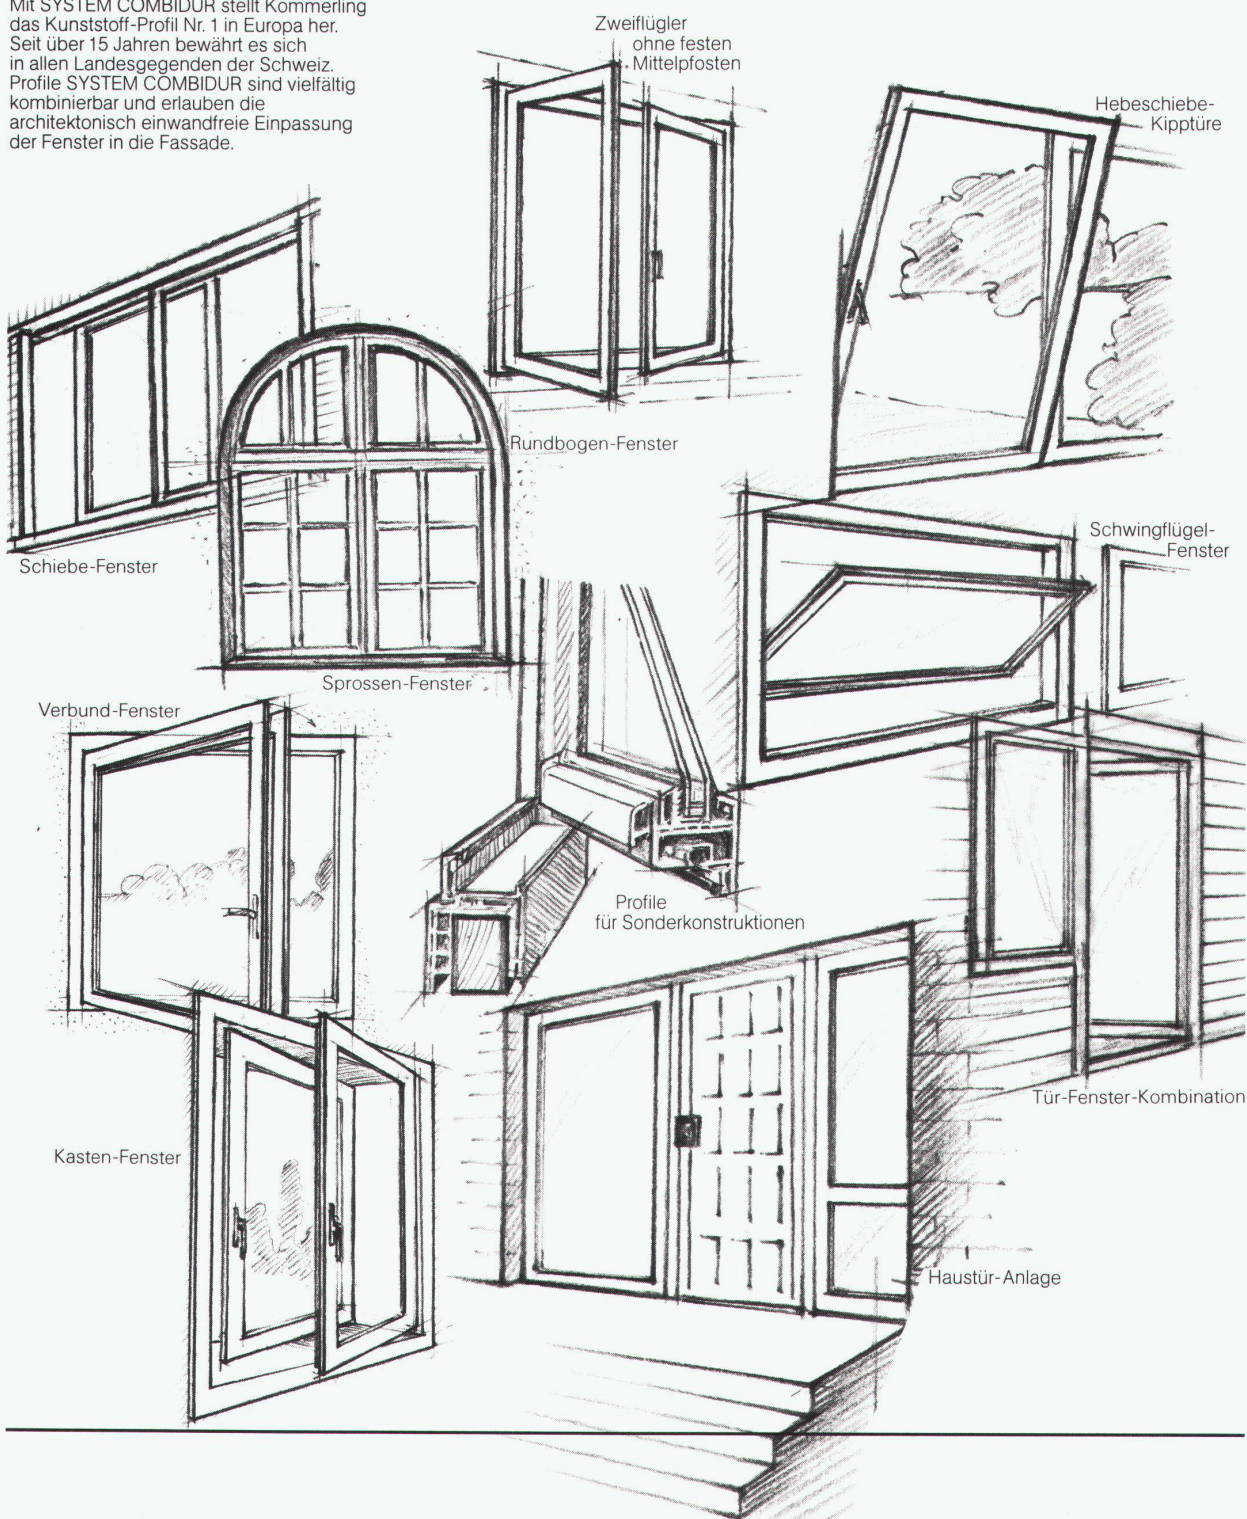 Mit SYSTEM COMBIDUR stellt Kömmerling
das Kunststoff-Profil Nr. 1 in Europa her.
Seit über 15 Jahren bewährt es sich
in allen Landesgegenden der Schweiz.
Profile SYSTEM COMBIDUR sind vielfältig
kombinierbar und erlauben die
architektonisch einwandfreie Einpassung
der Fenster in die Fassade.
Zweiflügler
ohne festen
Mittelpfosten
Hebeschiebe-
Kipptüre
Rundbogen-Fenster
Schiebe-Fenster
Schwingflügel-
Fenster
Sprossen-Fenster
Verbund-Fenster
Profile
für Sonderkonstruktionen
Tür-Fenster-Kombination
Kasten-Fenster
Haustür-Anlage